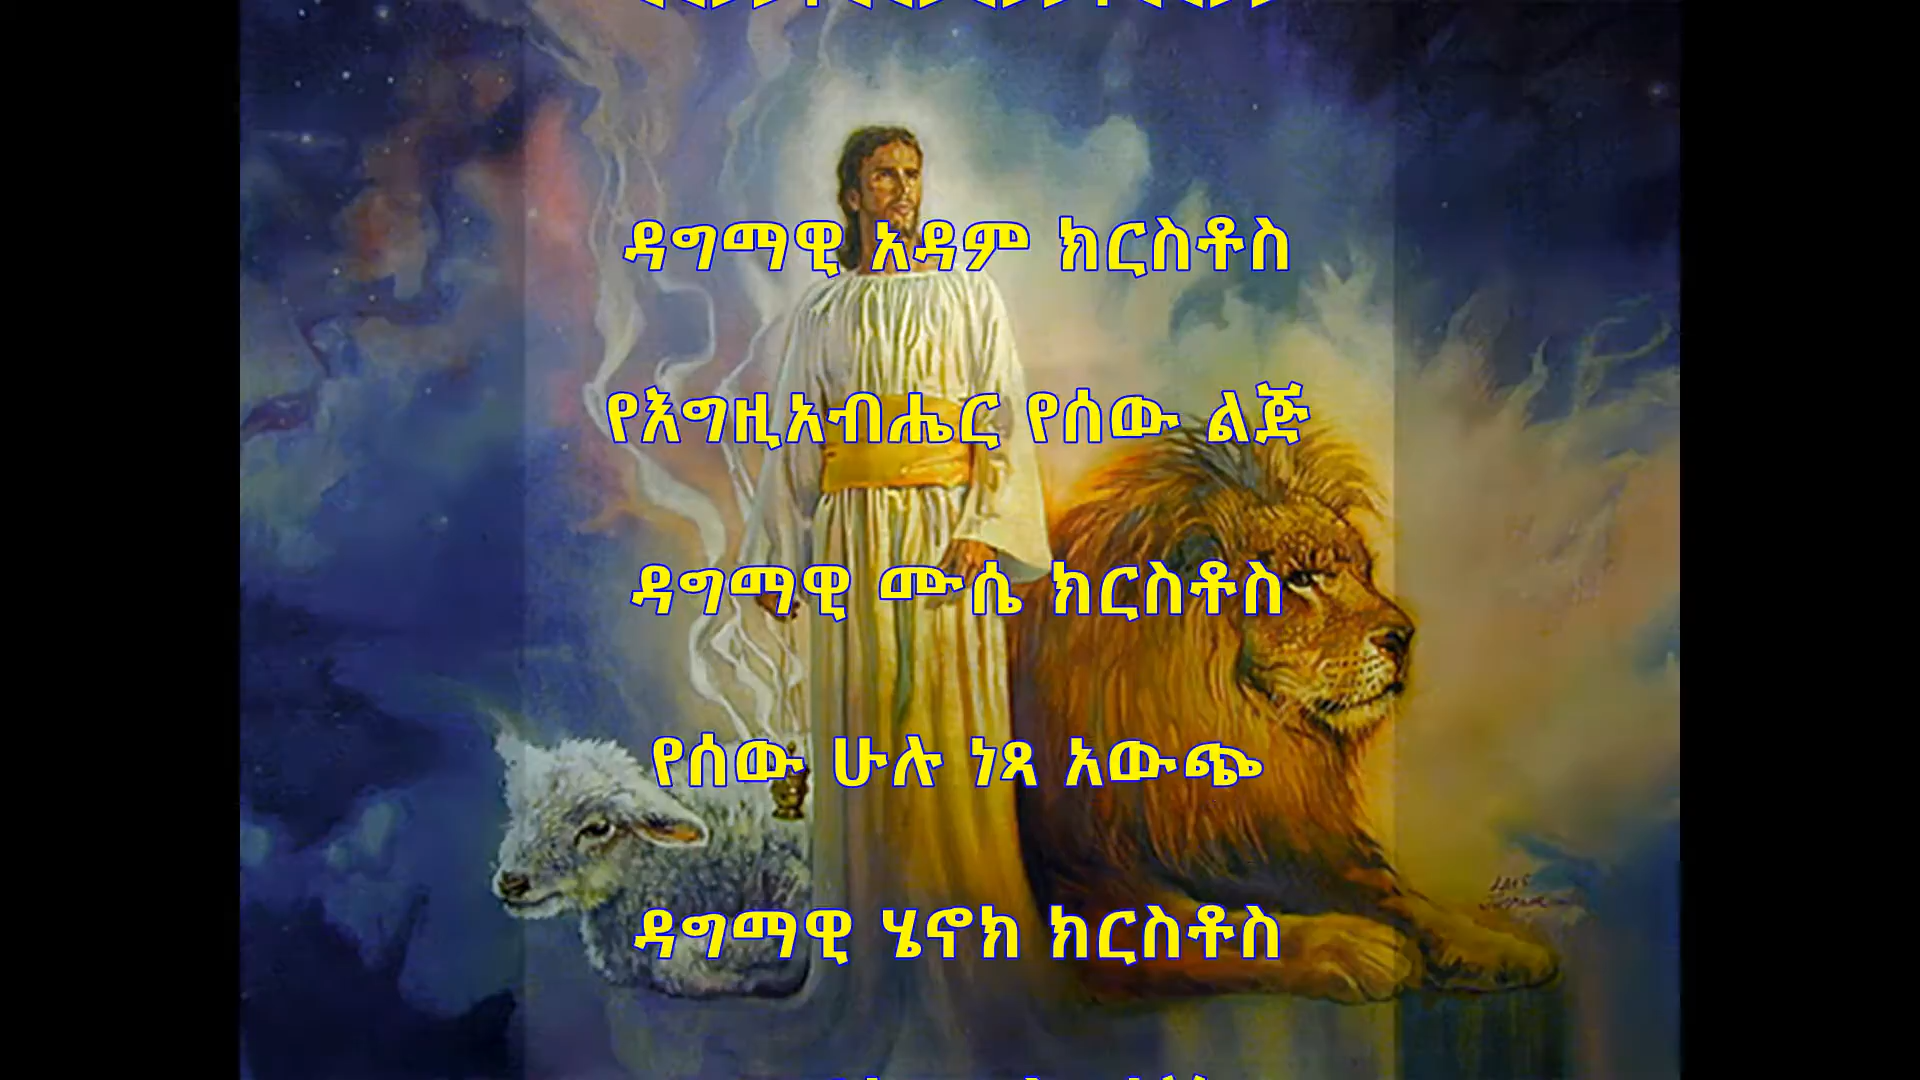 ዳግማዊ አዳም ክርስቶስ
የእግዚአብሔር የሰው ልጅ
ዳግማዊ ሙሴ ክርስቶስ
የሰው ሁሉ ነጻ አውጭ
ዳግማዊ ሄኖክ ክርስቶስ